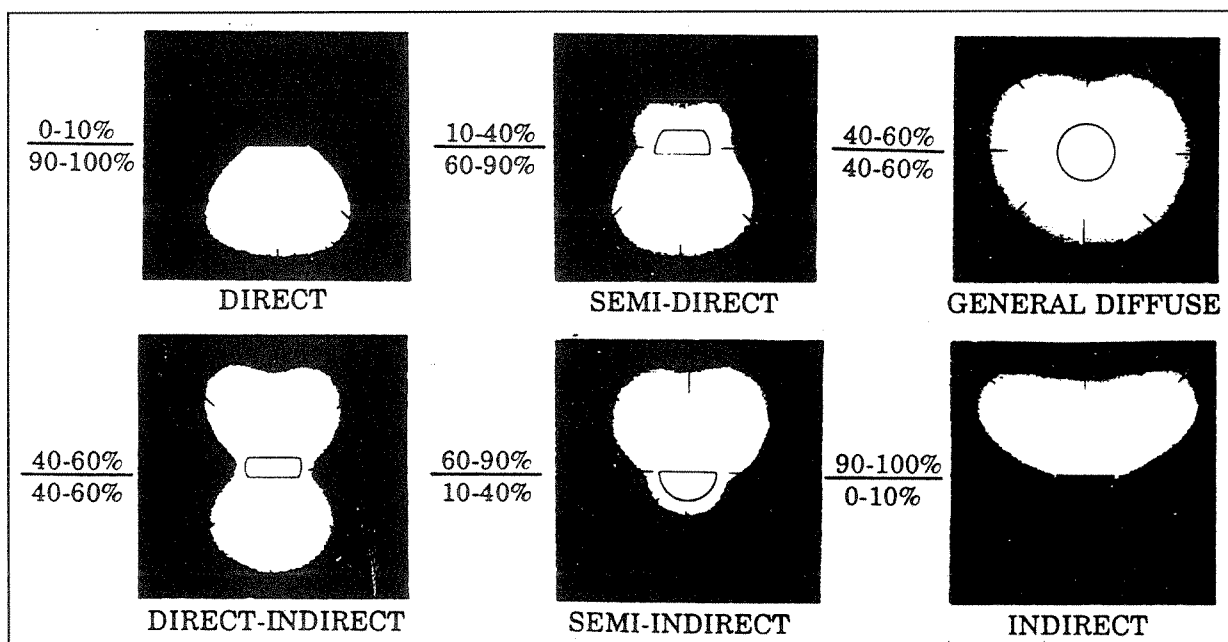 0-10%
90-100%
DIRECT
10-40%
60-90%
SEMI-DIRECT
40-60%
40-60%
GENERAL DIFFUSE
40-60%
40-60%
DIRECT-INDIRECT
60-90%
10-40%
SEMI-INDIRECT
90-100%
0-10%
INDIRECT